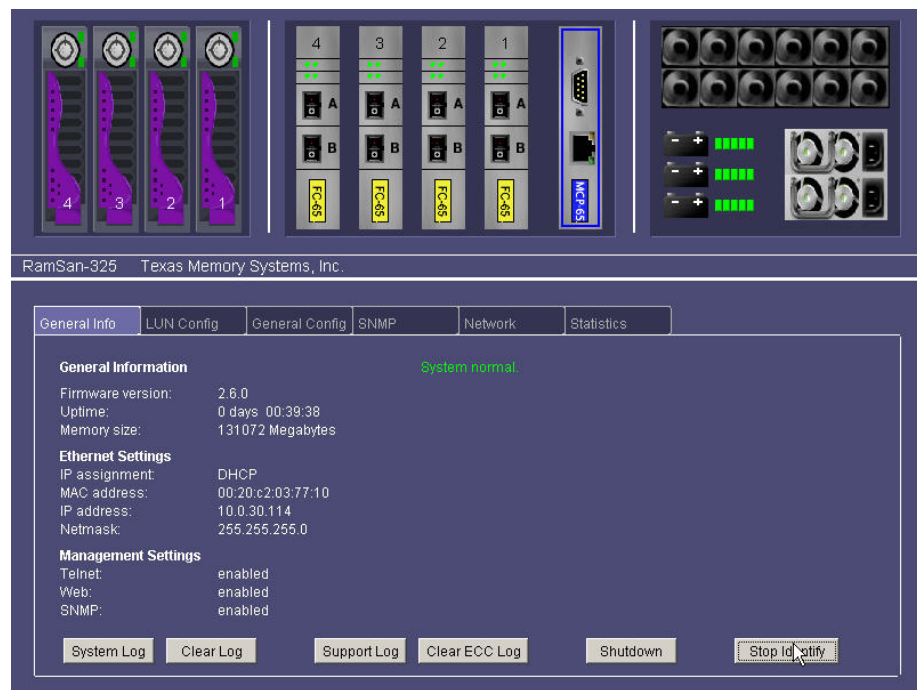 4 3 2 1
A A A A
B B B B
4 3 2 1
FC-65 FC-65 FC-65 FC-65 MCP-65
- +
- +
- +
RamSan-325 Texas Memory Systems, Inc.
General Info LUN Config General Config SNMP Network Statistics
General Information System normal.
Firmware version: 2.6.0
Uptime: 0 days 00:39:38
Memory size: 131072 Megabytes
Ethernet Settings
IP assignment: DHCP
MAC address: 00:20:c2:03:77:10
IP address: 10.0.30.114
Netmask: 255.255.255.0
Management Settings
Telnet: enabled
Web: enabled
SNMP: enabled
System Log Clear Log Support Log Clear ECC Log Shutdown Stop Identify